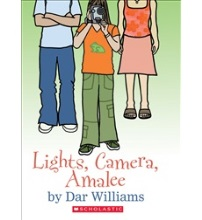 Lights, Camera,
Amalee
by Dar Williams
SCHOLASTIC